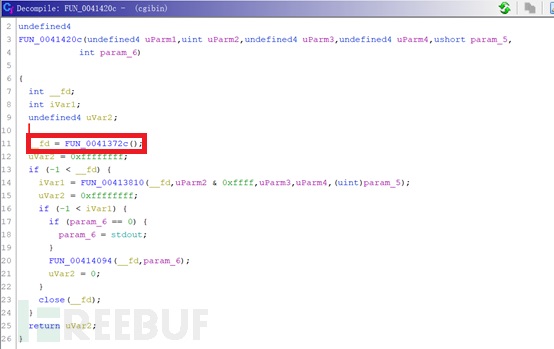 Decompile: FUN_0041420c - (cgibin)
2 undefined4
3 FUN_0041420c(undefined4 uParm1,uint uParm2,undefined4 uParm3,undefined4 uParm4,ushort param_5,
4 int param_6)
5
6 {
7 int __fd;
8 int iVar1;
9 undefined4 uVar2;
10
11 __fd = FUN_0041372c();
12 uVar2 = 0xffffffff;
13 if (-1 < __fd) {
14 iVar1 = FUN_00413810(__fd,uParm2 & 0xffff,uParm3,uParm4,(uint)param_5);
15 uVar2 = 0xffffffff;
16 if (-1 < iVar1) {
17 if (param_6 == 0) {
18 param_6 = stdout;
19 }
20 FUN_00414094(__fd,param_6);
21 uVar2 = 0;
22 }
23 close(__fd);
24 }
25 return uVar2;
26 }
FREEBUF